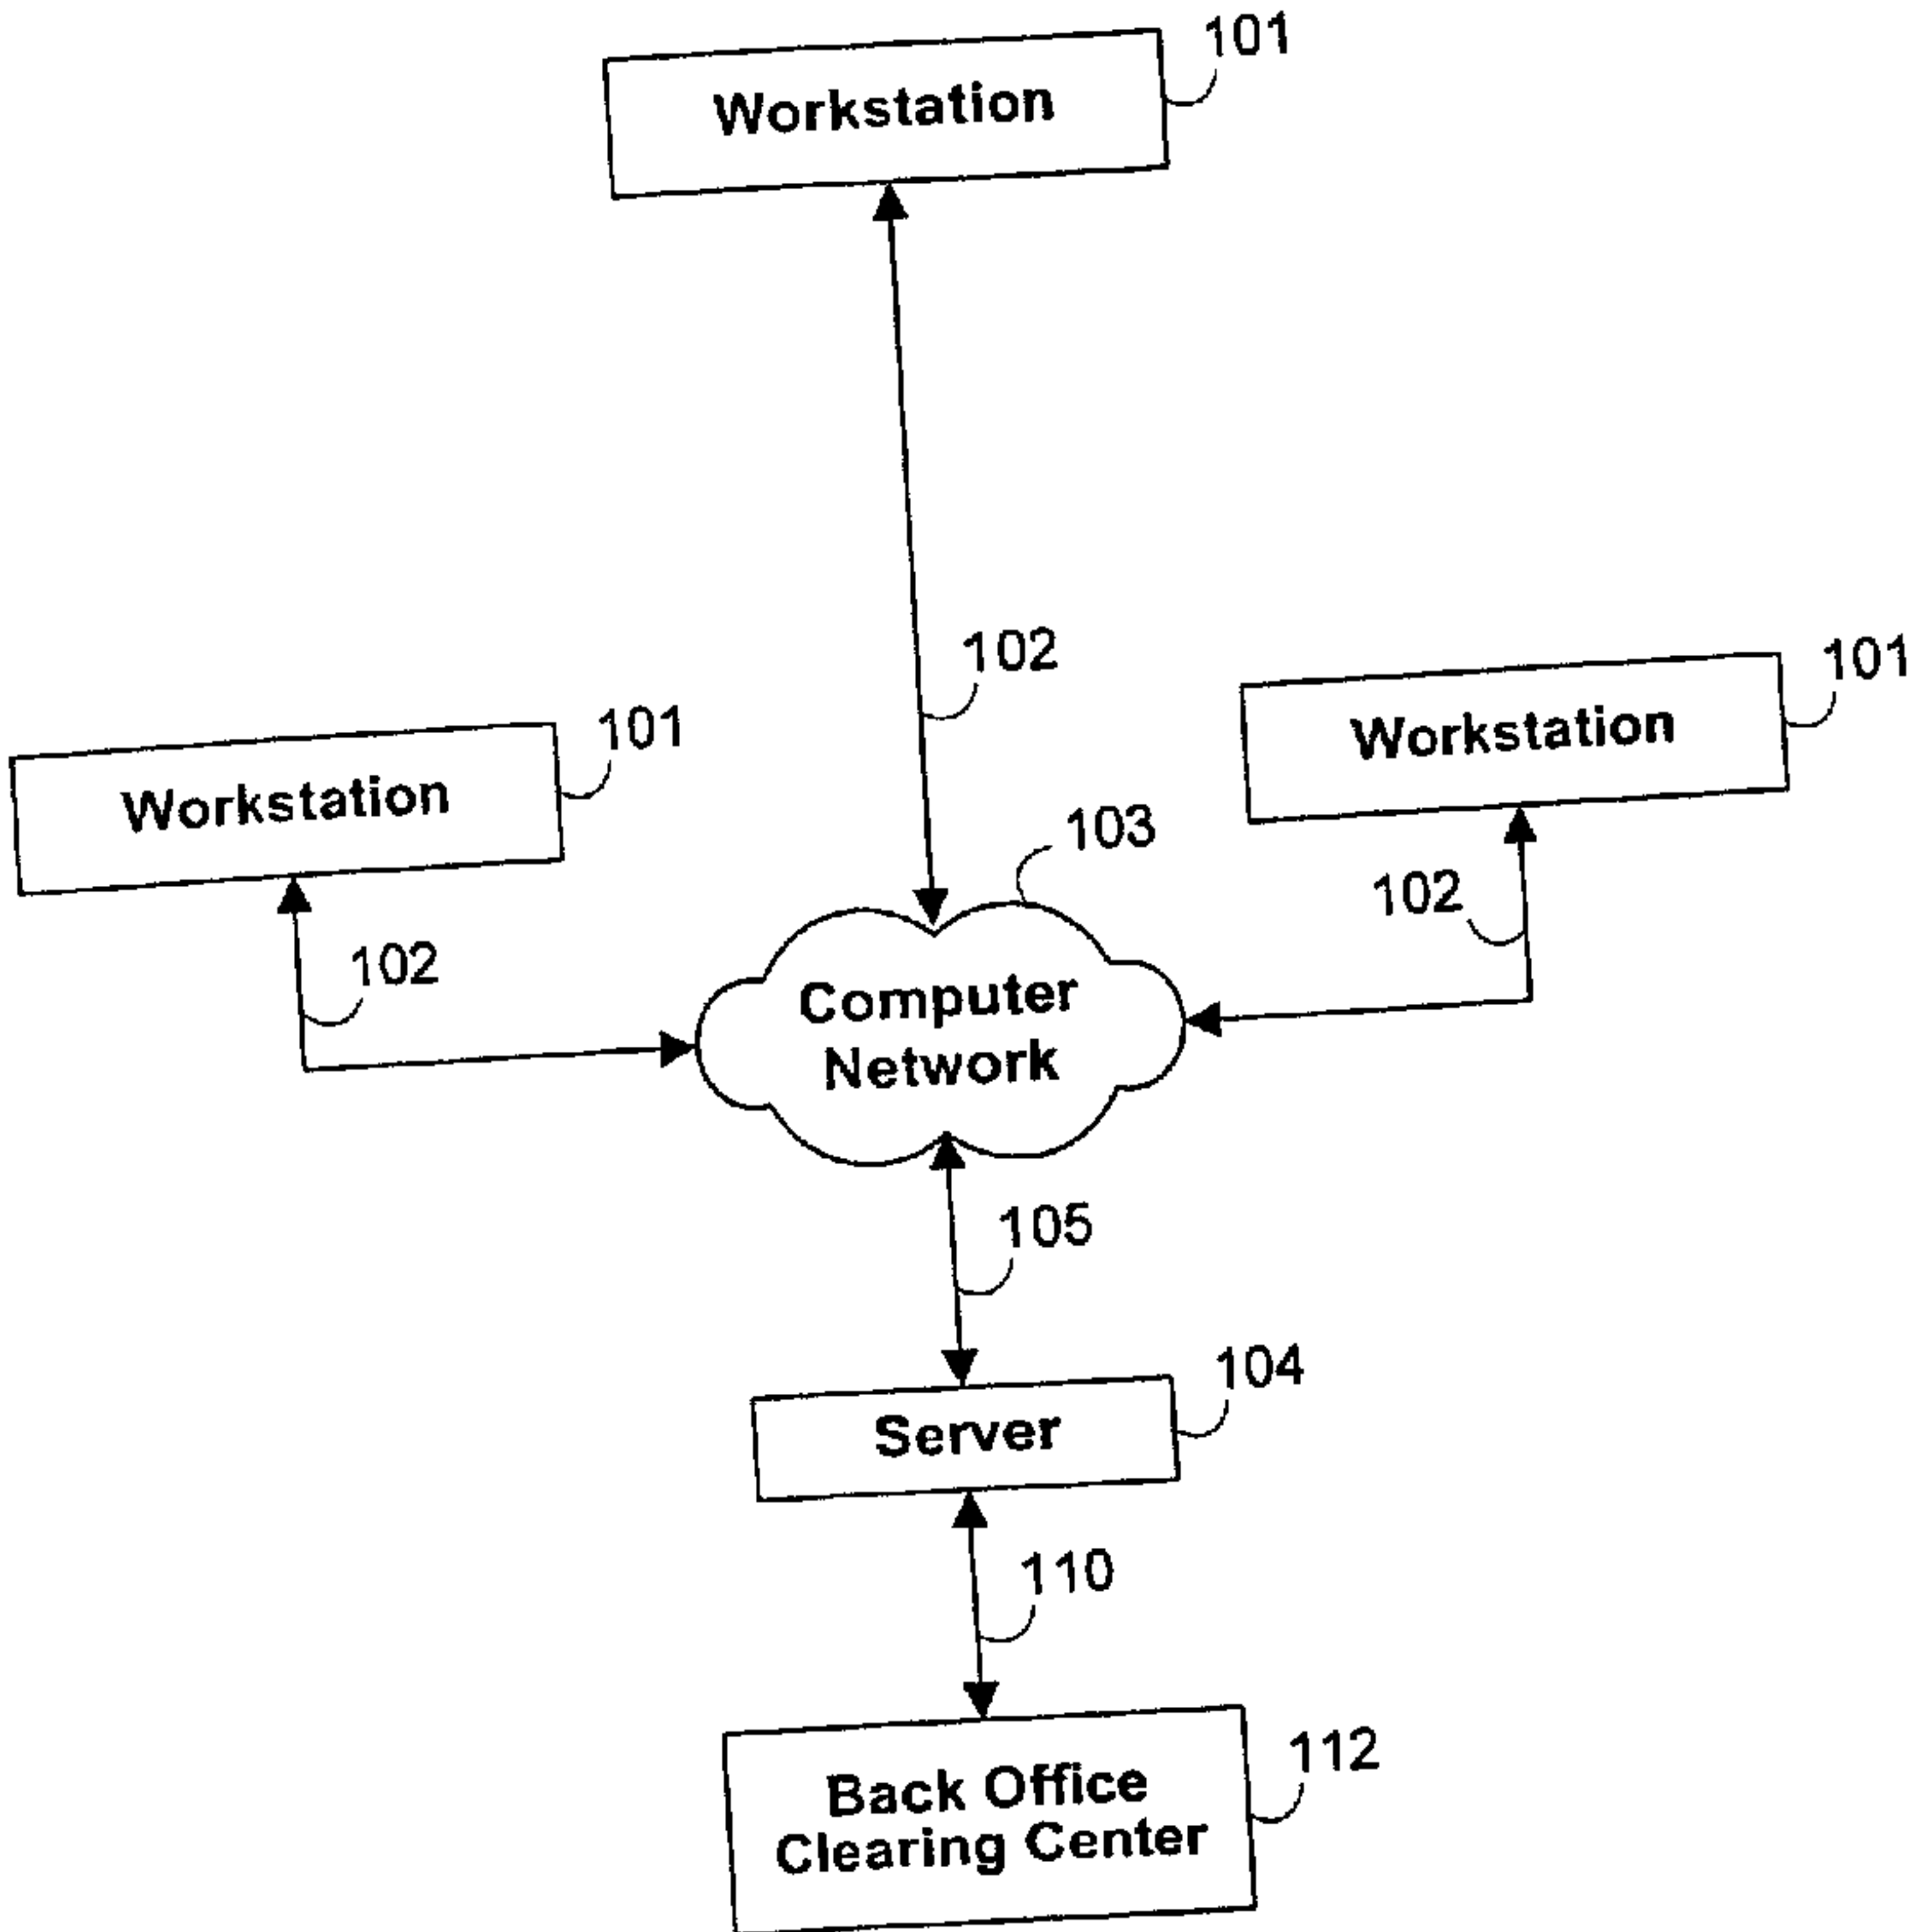 101
Workstation
102
101
Workstation
101
Workstation
103
102
102
Computer
Network
105
104
Server
110
112
Back Office
Clearing Center